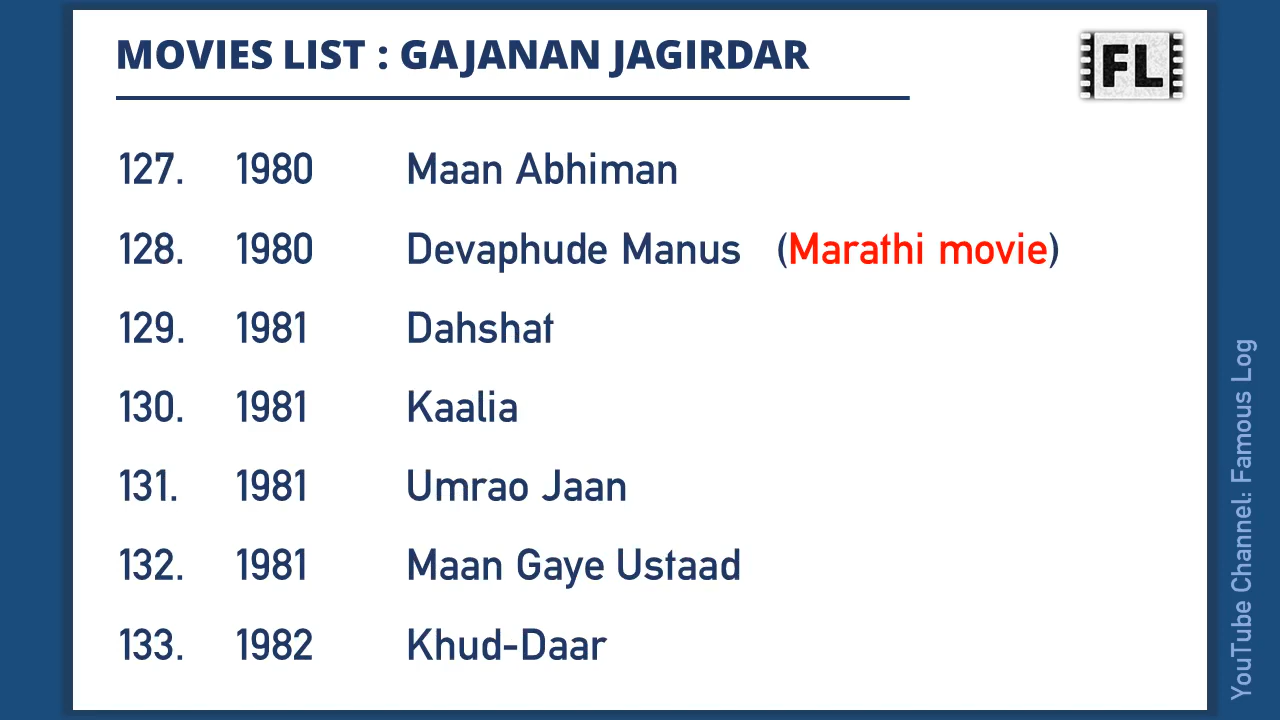 MOVIES LIST : GAJANAN JAGIRDAR
FL
127. 1980 Maan Abhiman
128. 1980 Devaphude Manus (Marathi movie)
129. 1981 Dahshat
130. 1981 Kaalia
131. 1981 Umrao Jaan
132. 1981 Maan Gaye Ustaad
133. 1982 Khud-Daar
YouTube Channel: Famous Log